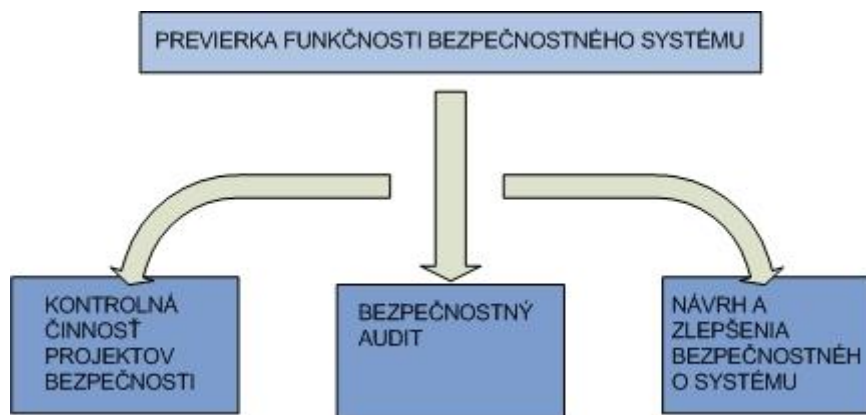 PREVIERKA FUNKČNOSTI BEZPEČNOSTNÉHO SYSTÉMU
KONTROLNÁ
ČINNOSŤ
PROJEKTOV
BEZPEČNOSTI
BEZPEČNOSTNÝ
AUDIT
NÁVRH A
ZLEPŠENIA
BEZPEČNOSTNÉH
O SYSTÉMU